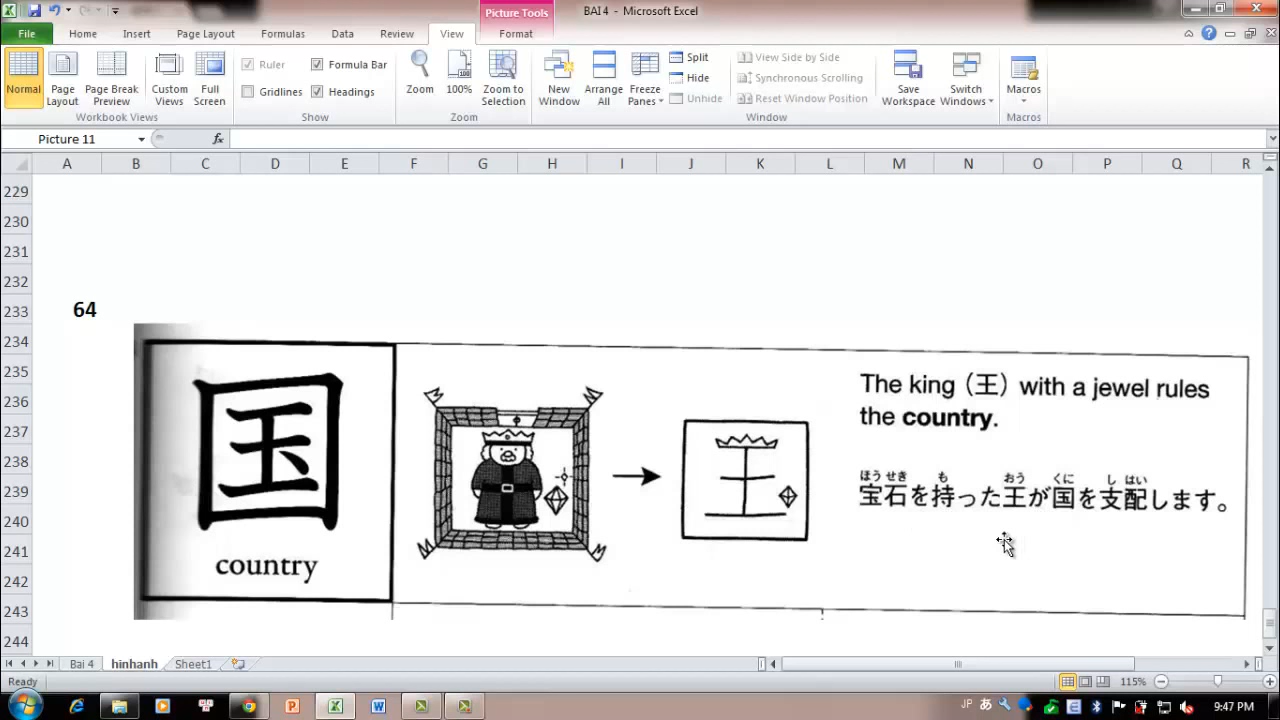 Picture Tools
BAI 4 - Microsoft Excel
File Home Insert Page Layout Formulas Data Review View Format
Normal
Page Layout
Page Break Preview
Custom Views
Full Screen
Workbook Views
Ruler
Formula Bar
Gridlines
Headings
Show
Zoom
100%
Zoom to Selection
Zoom
New Window
Arrange All
Freeze Panes
Split
Hide
Unhide
View Side by Side
Synchronous Scrolling
Reset Window Position
Window
Save Workspace
Switch Windows
Macros
Macros
Picture 11
fx
A B C D E F G H I J K L M N O P Q R
229
230
231
232
233
234
235
236
237
238
239
240
241
242
243
244
64
国
country
王
The king (王) with a jewel rules
the country.
ほう せき も おう くに し はい
宝石を持った王が国を支配します。
Bai 4 hinhanh Sheet1
Ready
115%
JP あ
9:47 PM